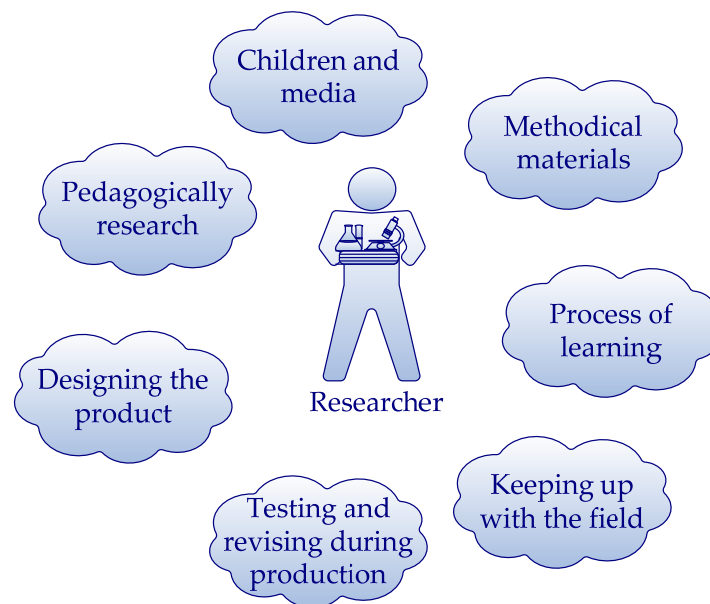 Children and
media
Methodical
materials
Pedagogically
research
Process of
learning
Designing the
product
Researcher
Keeping up
with the field
Testing and
revising during
production